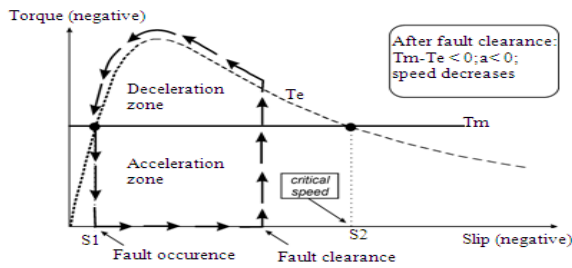 Torque (negative)
After fault clearance:
Tm-Te < 0;a< 0;
speed decreases
Deceleration
zone
Te
Tm
Acceleration
zone
critical
speed
S1
S2
Slip (negative)
Fault occurence
Fault clearance